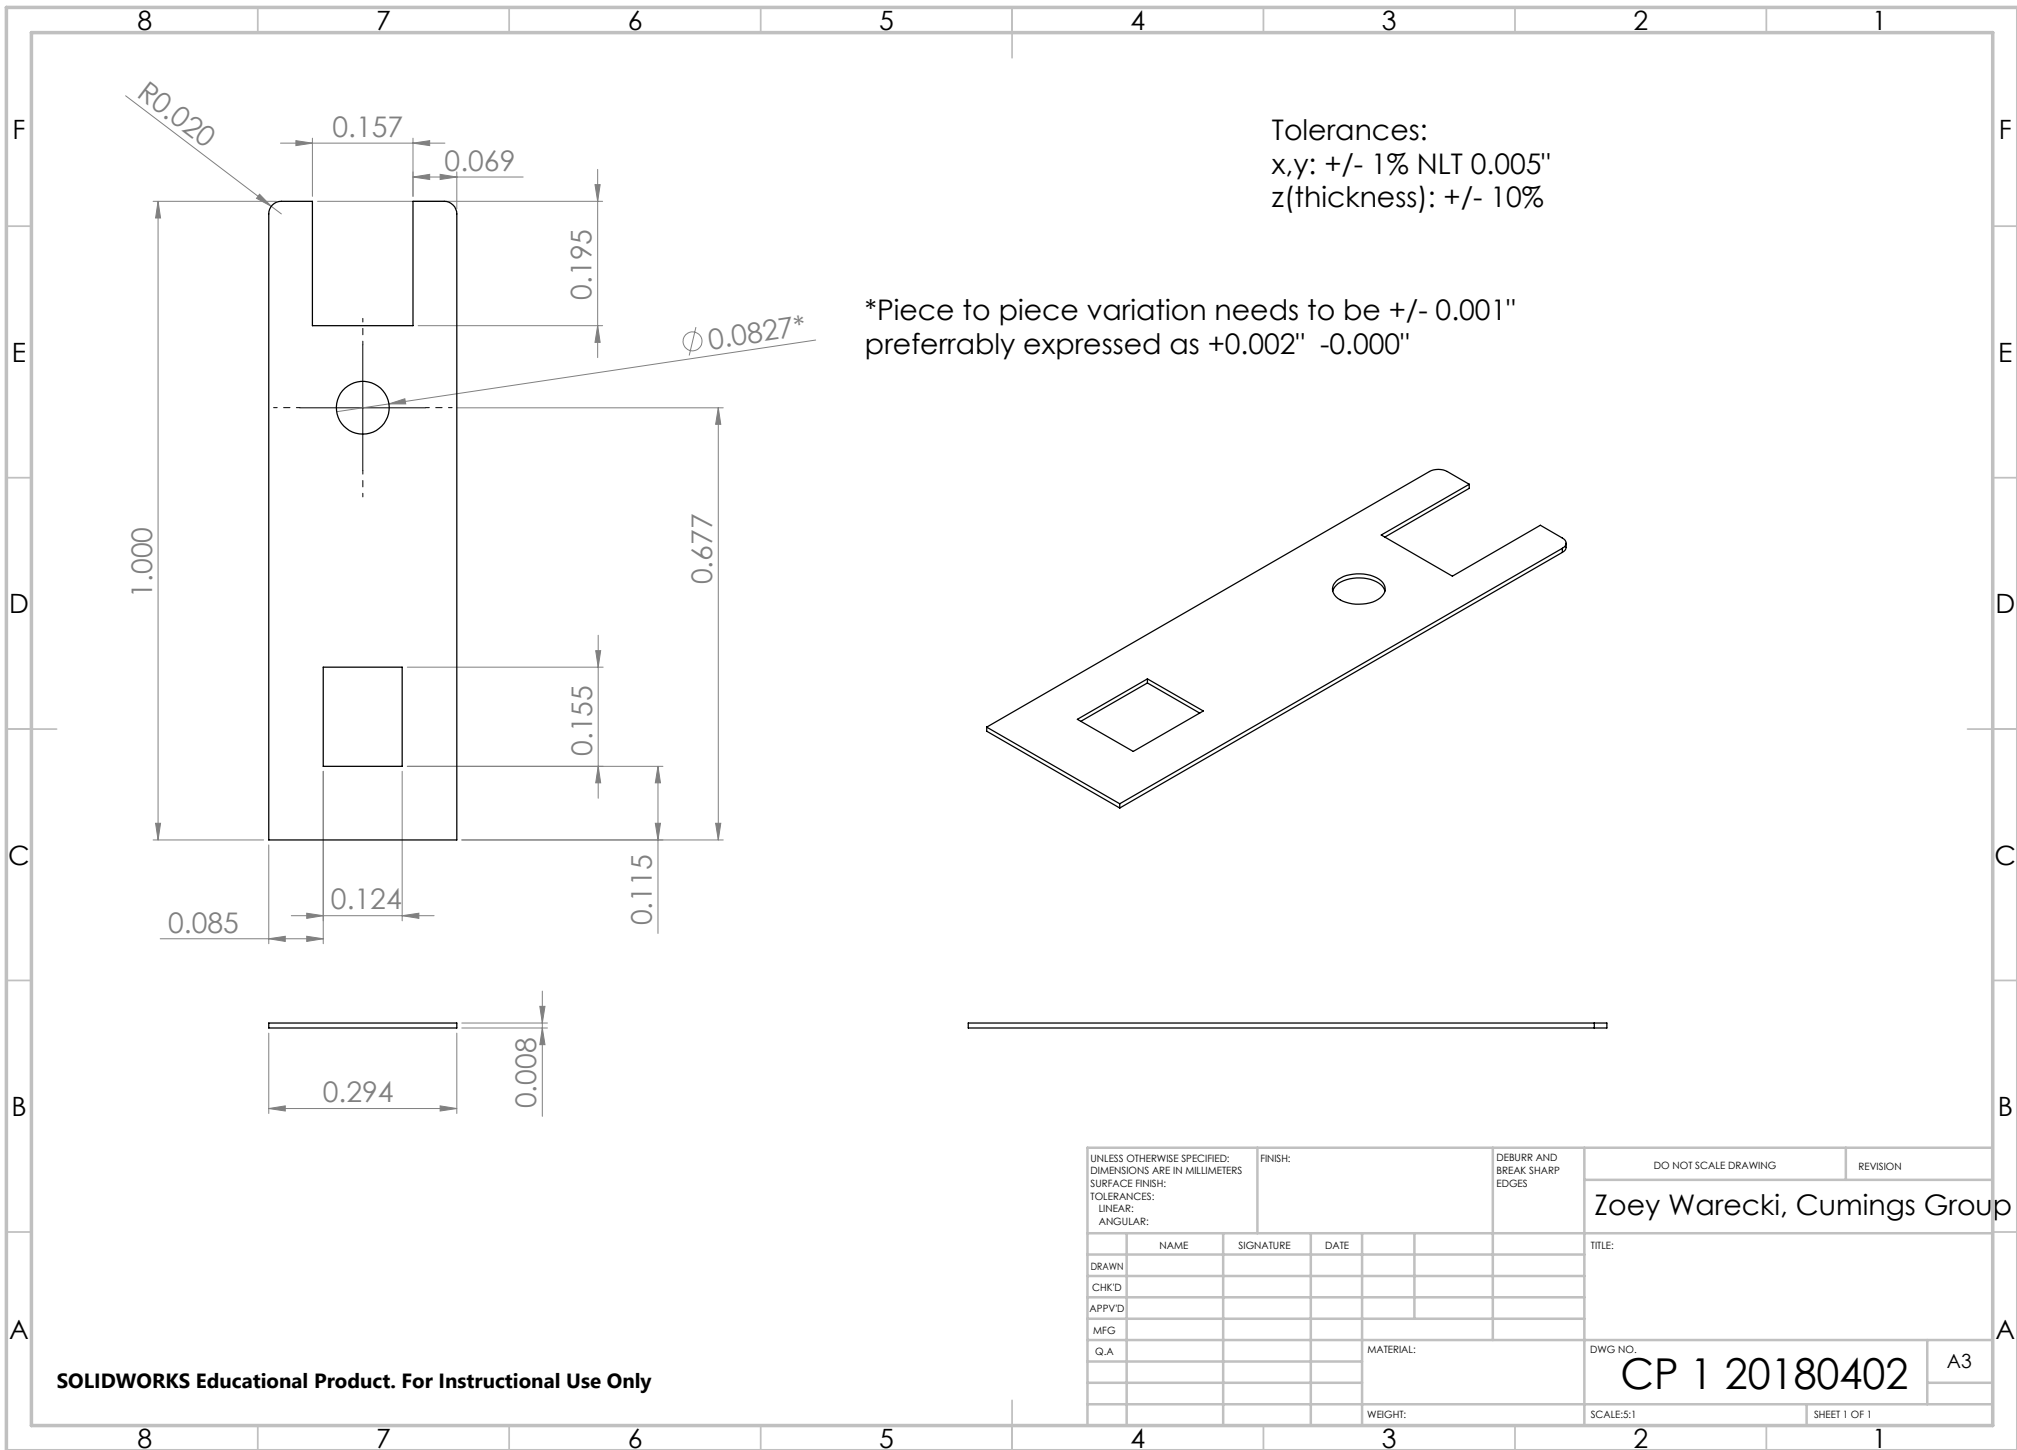 8 7 6 5 4 3 2 1
F
E
D
C
B
A
F
E
D
C
B
A
R0.020
0.157
0.069
0.195
∅0.0827*
1.000
0.677
0.155
0.115
0.124
0.085
0.008
0.294
Tolerances:
x,y: +/- 1% NLT 0.005"
z(thickness): +/- 10%
*Piece to piece variation needs to be +/- 0.001"
preferrably expressed as +0.002" -0.000"
UNLESS OTHERWISE SPECIFIED:
DIMENSIONS ARE IN MILLIMETERS
SURFACE FINISH:
TOLERANCES:
LINEAR:
ANGULAR:
FINISH:
DEBURR AND
BREAK SHARP
EDGES
DO NOT SCALE DRAWING
REVISION
Zoey Warecki, Cumings Group
NAME SIGNATURE DATE
TITLE:
DRAWN
CHK'D
APPV'D
MFG
Q.A
MATERIAL:
DWG NO.
CP 1 20180402
A3
WEIGHT:
SCALE:5:1
SHEET 1 OF 1
SOLIDWORKS Educational Product. For Instructional Use Only
8 7 6 5 4 3 2 1